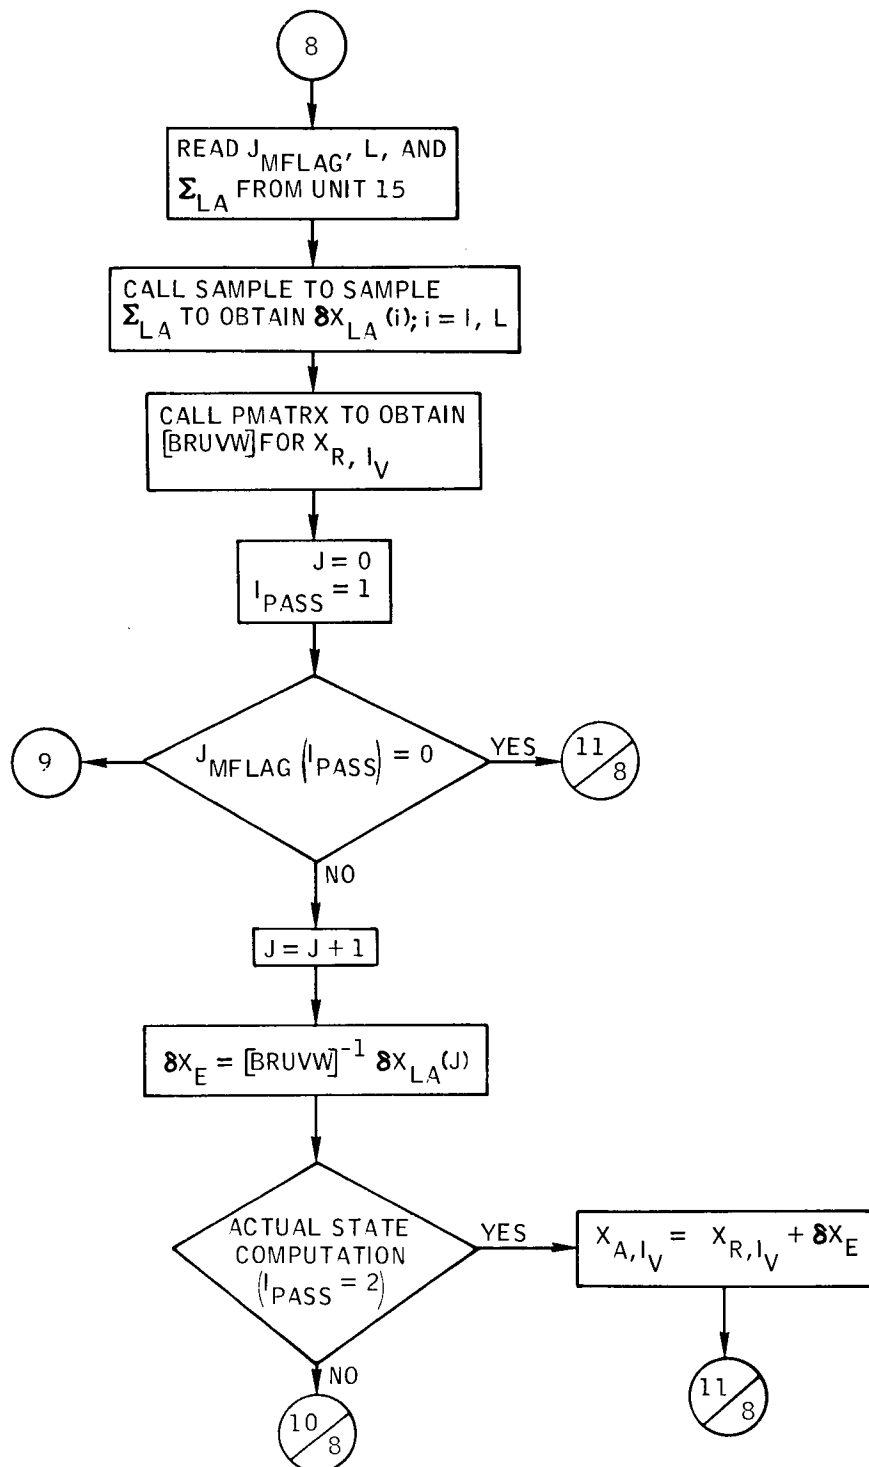 8
READ J_MFLAG, L, AND
Σ_LA FROM UNIT 15
CALL SAMPLE TO SAMPLE
Σ_LA TO OBTAIN δX_LA (i); i = I, L
CALL PMATRX TO OBTAIN
[BRUVW] FOR X_R, I_V
J = 0
I_PASS = 1
J_MFLAG (I_PASS) = 0
YES
11
8
9
NO
J = J + 1
δX_E = [BRUVW]^-1 δX_LA(J)
ACTUAL STATE
COMPUTATION
(I_PASS = 2)
YES
X_A,I_V = X_R,I_V + δX_E
NO
10
8
11
8